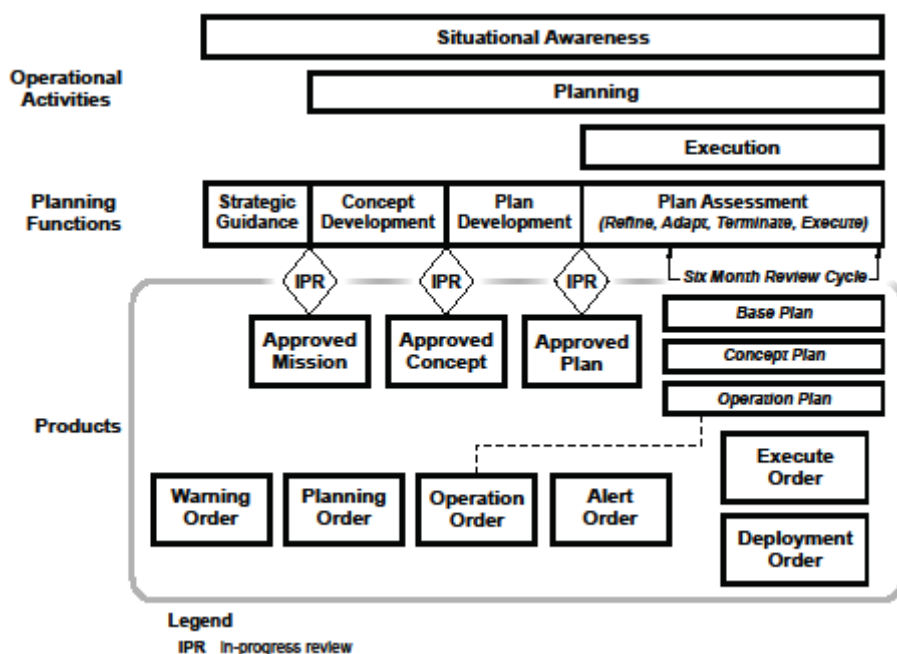 Situational Awareness
Operational
Activities
Planning
Execution
Planning
Functions
Strategic
Guidance
Concept
Development
Plan
Development
Plan Assessment
(Refine, Adapt, Terminate, Execute)
IPR
IPR
IPR
Six Month Review Cycle
Approved
Mission
Approved
Concept
Approved
Plan
Base Plan
Concept Plan
Operation Plan
Products
Warning
Order
Planning
Order
Operation
Order
Alert
Order
Execute
Order
Deployment
Order
Legend
IPR In-progress review